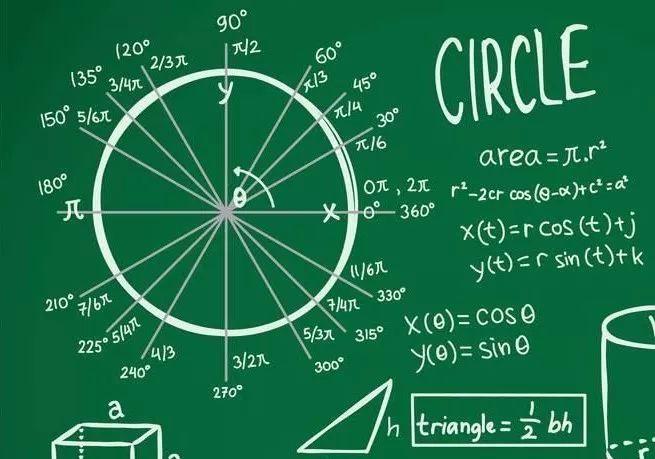 90°
π/2
120°
2/3π
60°
π/3
135°
3/4π
45°
π/4
150° 5/6π
30°
π/6
y
θ
180°
π
x
0π , 2π
0°
360°
210°
7/6π
11/6π
330°
225°
5/4π
7/4π
315°
240°
4/3
3/2π
5/3π
300°
270°
CIRCLE
area = π.r²
r²-2cr cos(θ-α)+c²=a²
x(t)=r cos(t)+j
y(t)=r sin(t)+k
x(θ)=cosθ
y(θ)=sinθ
a
h
triangle = 1/2 bh
r